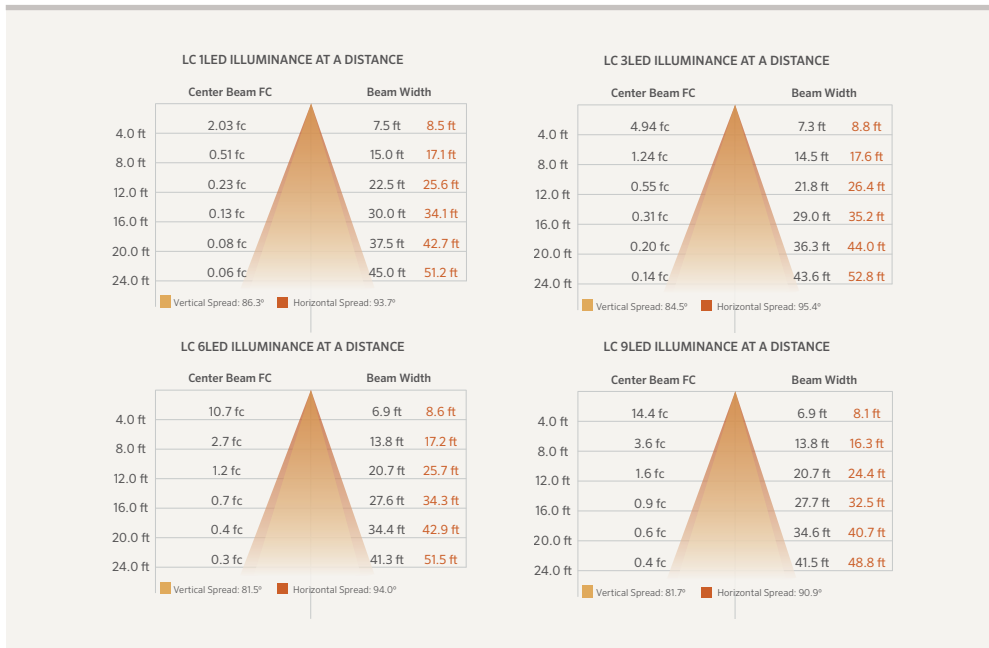 LC 1LED ILLUMINANCE AT A DISTANCE
Center Beam FC Beam Width
4.0 ft 2.03 fc 7.5 ft 8.5 ft
8.0 ft 0.51 fc 15.0 ft 17.1 ft
12.0 ft 0.23 fc 22.5 ft 25.6 ft
16.0 ft 0.13 fc 30.0 ft 34.1 ft
20.0 ft 0.08 fc 37.5 ft 42.7 ft
24.0 ft 0.06 fc 45.0 ft 51.2 ft
Vertical Spread: 86.3º Horizontal Spread: 93.7º
LC 3LED ILLUMINANCE AT A DISTANCE
Center Beam FC Beam Width
4.0 ft 4.94 fc 7.3 ft 8.8 ft
8.0 ft 1.24 fc 14.5 ft 17.6 ft
12.0 ft 0.55 fc 21.8 ft 26.4 ft
16.0 ft 0.31 fc 29.0 ft 35.2 ft
20.0 ft 0.20 fc 36.3 ft 44.0 ft
24.0 ft 0.14 fc 43.6 ft 52.8 ft
Vertical Spread: 84.5º Horizontal Spread: 95.4º
LC 6LED ILLUMINANCE AT A DISTANCE
Center Beam FC Beam Width
4.0 ft 10.7 fc 6.9 ft 8.6 ft
8.0 ft 2.7 fc 13.8 ft 17.2 ft
12.0 ft 1.2 fc 20.7 ft 25.7 ft
16.0 ft 0.7 fc 27.6 ft 34.3 ft
20.0 ft 0.4 fc 34.4 ft 42.9 ft
24.0 ft 0.3 fc 41.3 ft 51.5 ft
Vertical Spread: 81.5º Horizontal Spread: 94.0º
LC 9LED ILLUMINANCE AT A DISTANCE
Center Beam FC Beam Width
4.0 ft 14.4 fc 6.9 ft 8.1 ft
8.0 ft 3.6 fc 13.8 ft 16.3 ft
12.0 ft 1.6 fc 20.7 ft 24.4 ft
16.0 ft 0.9 fc 27.7 ft 32.5 ft
20.0 ft 0.6 fc 34.6 ft 40.7 ft
24.0 ft 0.4 fc 41.5 ft 48.8 ft
Vertical Spread: 81.7º Horizontal Spread: 90.9º